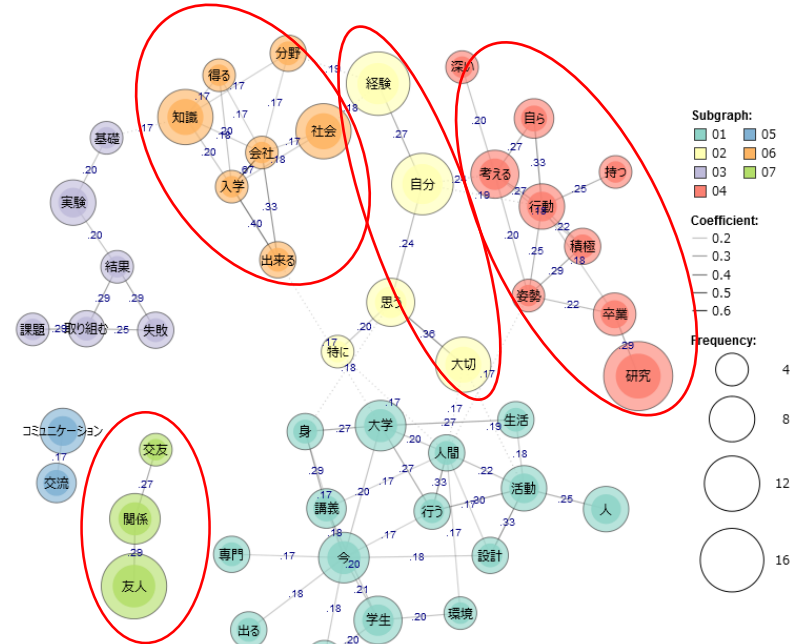 分野
得る
知識
社会
会社
入学
出来る
基礎
実験
結果
課題
取り組む
失敗
経験
自分
思う
特に
大切
深い
自ら
考える
行動
持つ
積極
姿勢
卒業
研究
コミュニケーション
交流
交友
関係
友人
身
大学
生活
人間
講義
行う
活動
人
専門
今
設計
出る
学生
環境
.19
.17
.17
.17
.17
.18
.20
.18
.20
.17
.18
.67
.33
.40
.20
.20
.29
.29
.29
.25
.27
.24
.24
.20
.36
.17
.18
.17
.20
.27
.33
.19
.27
.25
.18
.22
.18
.20
.25
.29
.22
.29
.17
.27
.29
.17
.27
.20
.17
.17
.27
.19
.18
.29
.17
.27
.33
.22
.20
.17
.17
.30
.25
.33
.18
.17
.17
.20
.18
.17
.21
.18
.18
.20
.20
Subgraph:
01 05
02 06
03 07
04
Coefficient:
0.2
0.3
0.4
0.5
0.6
Frequency:
4
8
12
16